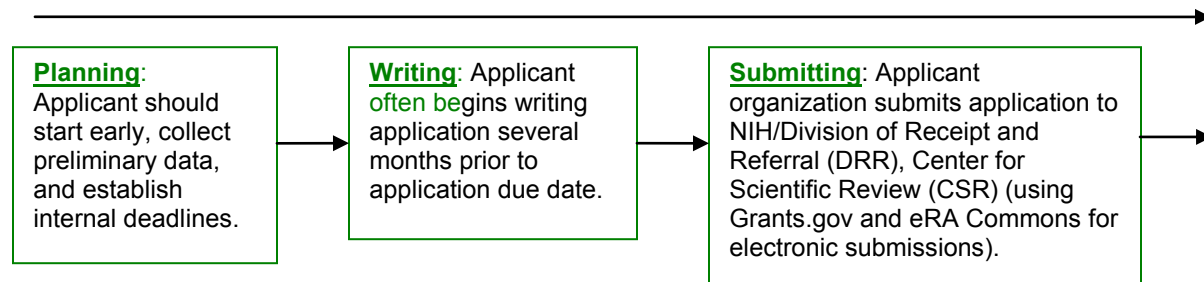 Planning:
Applicant should
start early, collect
preliminary data,
and establish
internal deadlines.
Writing: Applicant
often begins writing
application several
months prior to
application due date.
Submitting: Applicant
organization submits application to
NIH/Division of Receipt and
Referral (DRR), Center for
Scientific Review (CSR) (using
Grants.gov and eRA Commons for
electronic submissions).